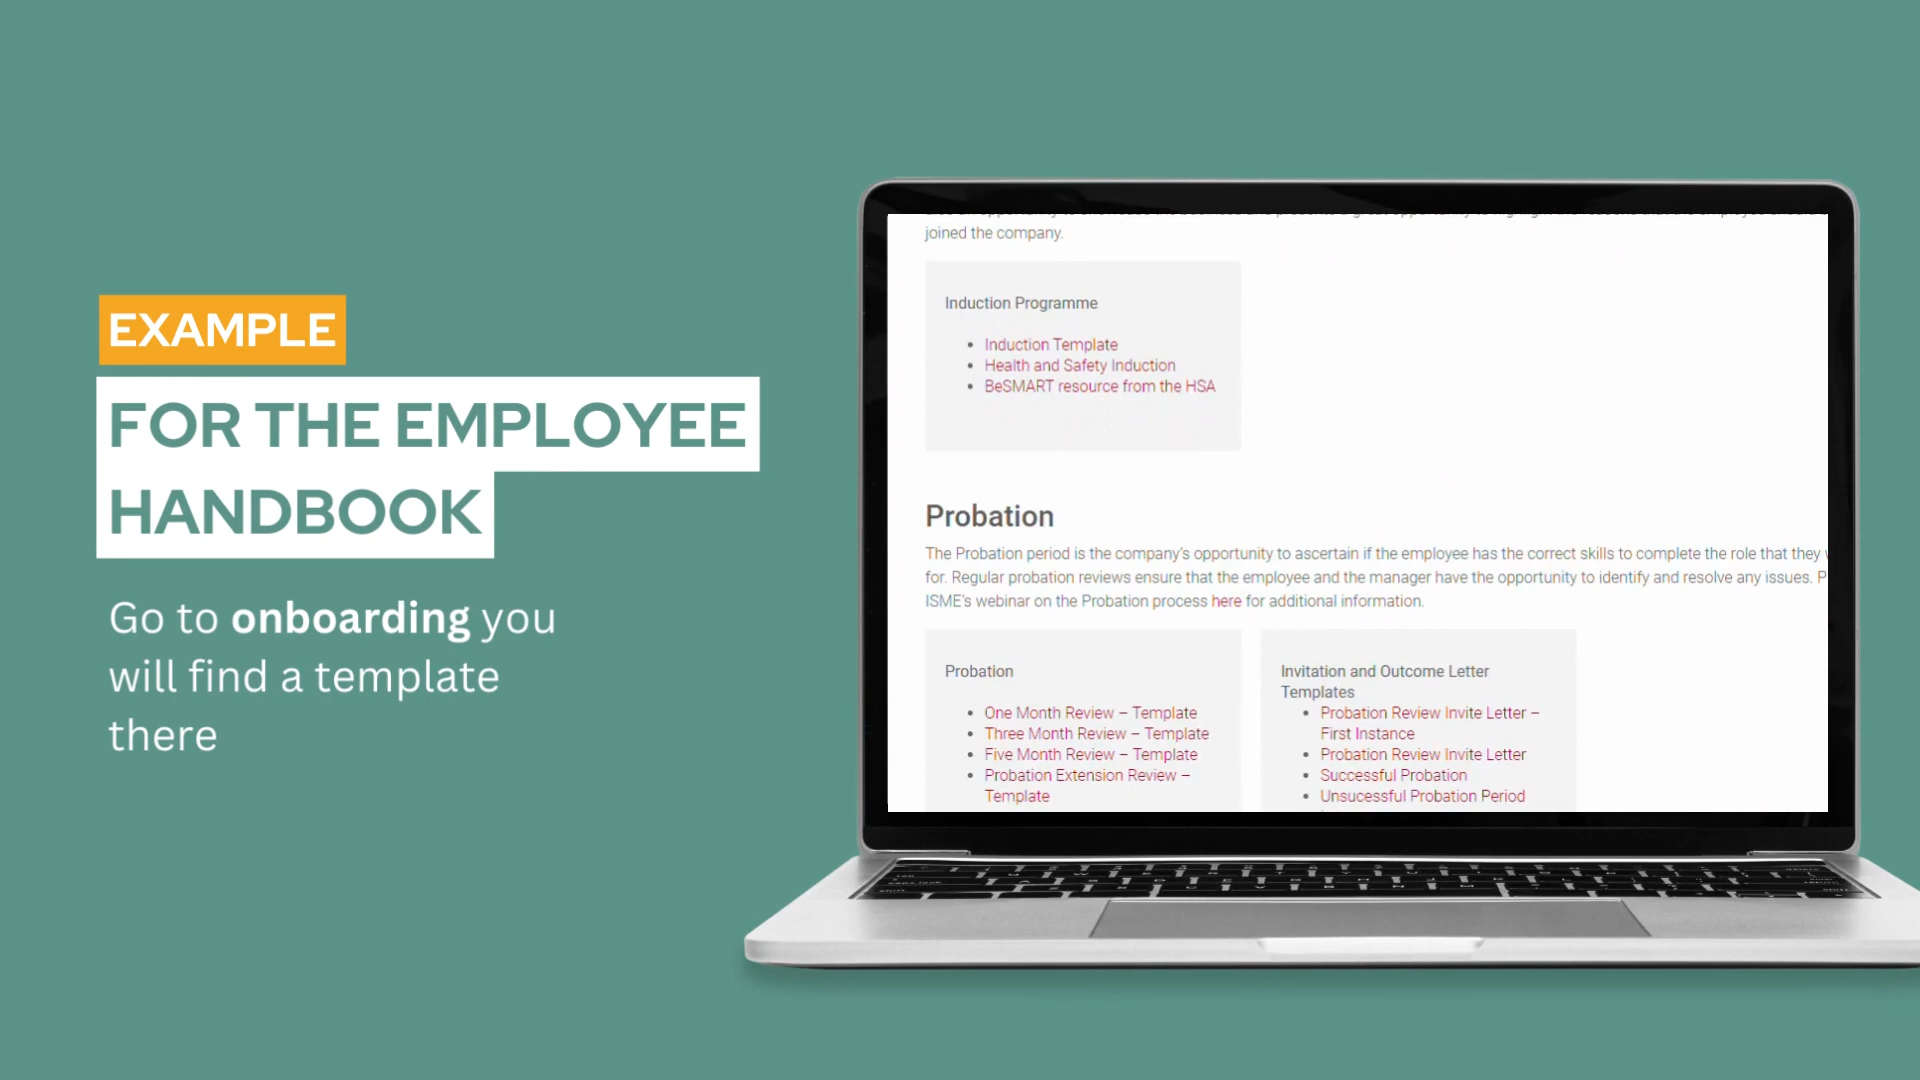 EXAMPLE
FOR THE EMPLOYEE
HANDBOOK
Go to onboarding you
will find a template
there
joined the company.
Induction Programme
• Induction Template
• Health and Safety Induction
• BeSMART resource from the HSA
Probation
The Probation period is the company's opportunity to ascertain if the employee has the correct skills to complete the role that they
for. Regular probation reviews ensure that the employee and the manager have the opportunity to identify and resolve any issues. P
ISME's webinar on the Probation process here for additional information.
Probation
• One Month Review – Template
• Three Month Review – Template
• Five Month Review – Template
• Probation Extension Review –
Template
Invitation and Outcome Letter
Templates
• Probation Review Invite Letter –
First Instance
• Probation Review Invite Letter
• Successful Probation
• Unsucessful Probation Period